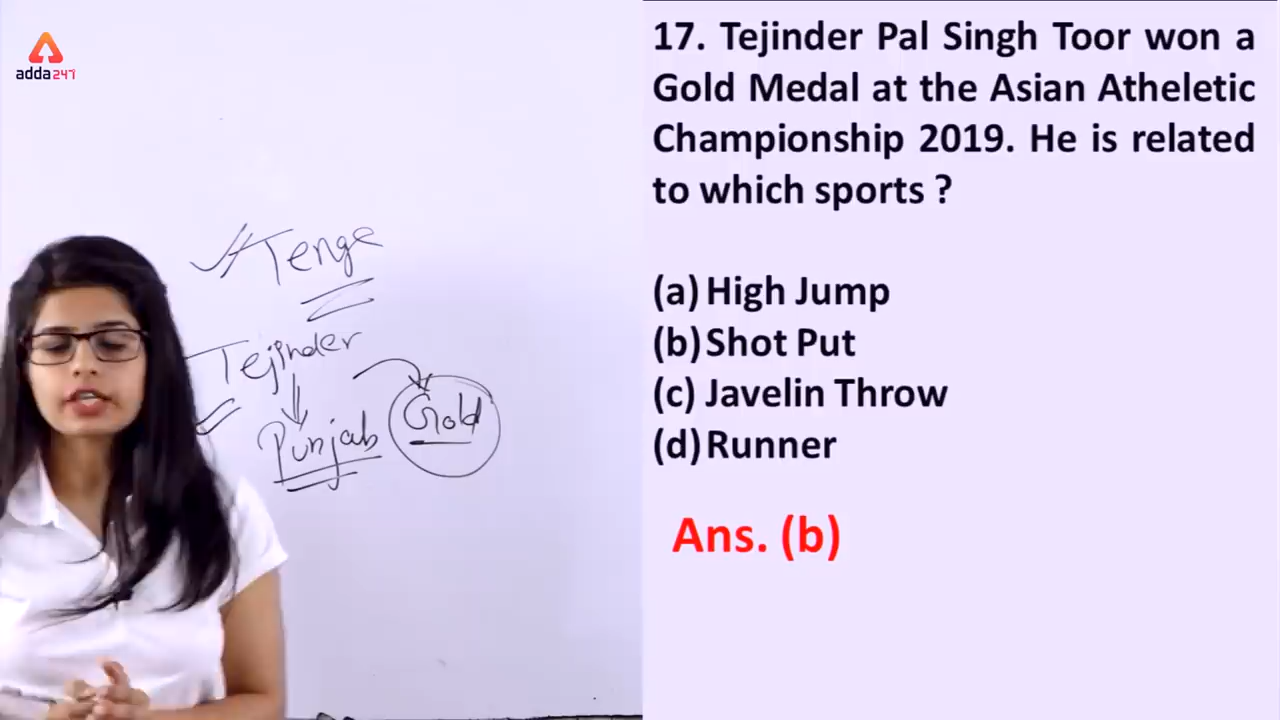 adda247
Tenge
Tejinder
Punjab
Gold
17. Tejinder Pal Singh Toor won a
Gold Medal at the Asian Atheletic
Championship 2019. He is related
to which sports ?
(a) High Jump
(b) Shot Put
(c) Javelin Throw
(d) Runner
Ans. (b)